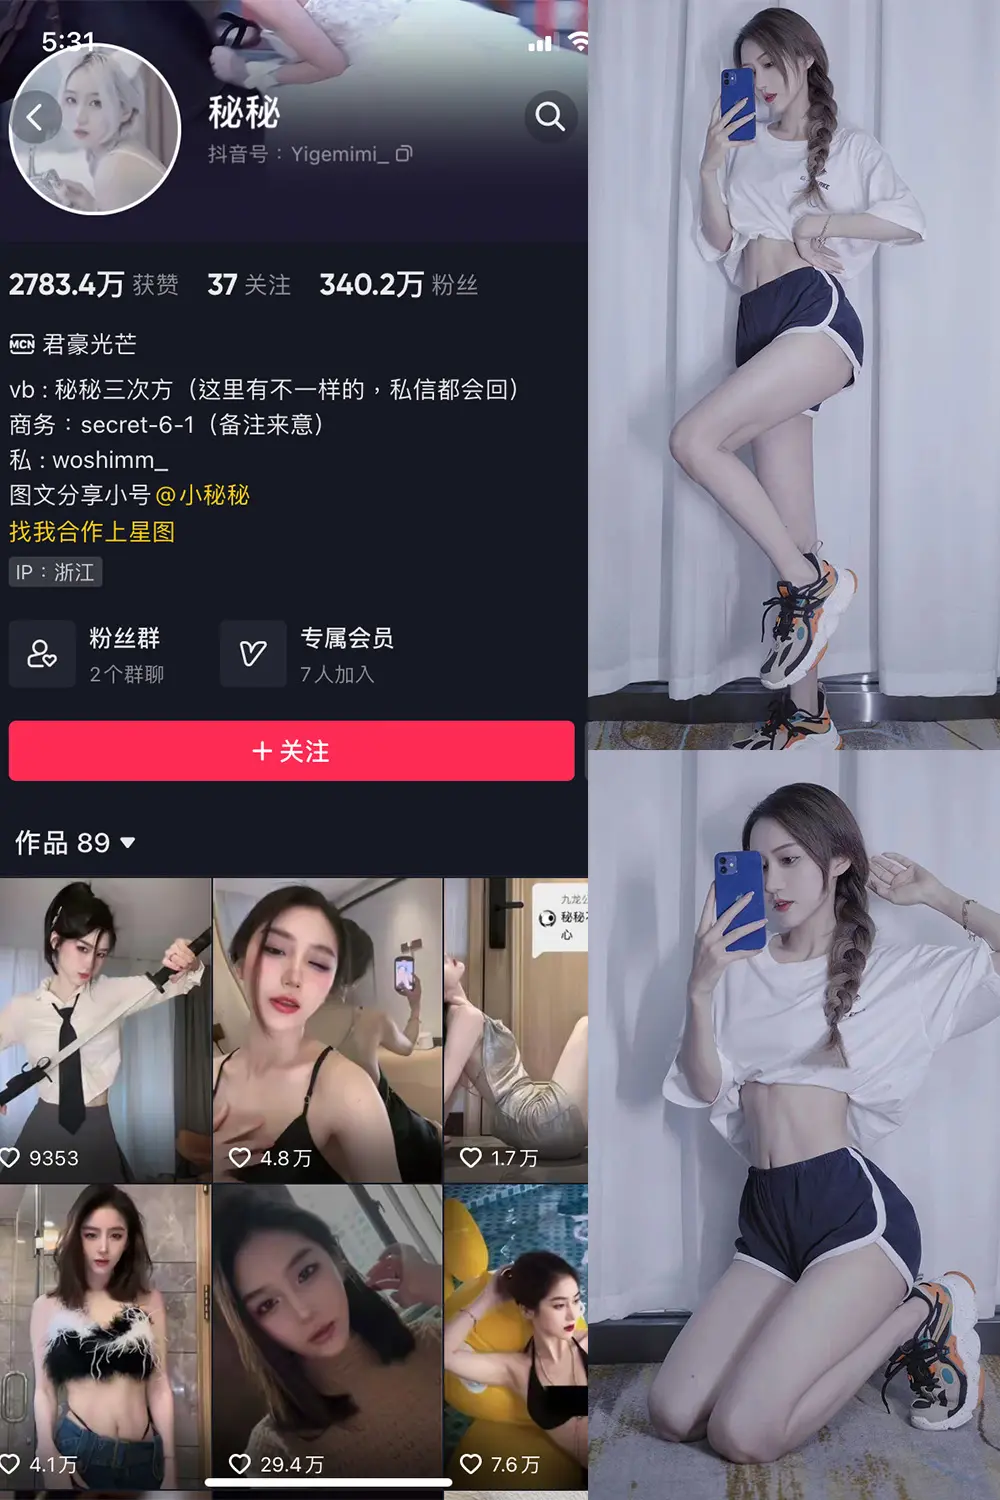 5:31
秘秘
抖音号：Yigemimi_
2783.4万 获赞 37 关注 340.2万 粉丝
MCN 君豪光芒
vb : 秘秘三次方（这里有不一样的，私信都会回）
商务：secret-6-1（备注来意）
私 : woshimm_
图文分享小号 @小秘秘
找我合作上星图
IP：浙江
粉丝群
2个群聊
专属会员
7人加入
+ 关注
作品 89
九龙公
秘秘
心
9353
4.8万
1.7万
4.1万
29.4万
7.6万